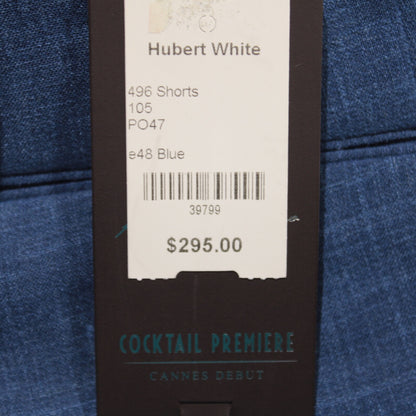 Hubert White
496 Shorts
105
PO47
e48 Blue
39799
$295.00
COCKTAIL PREMIERE
CANNES DEBUT